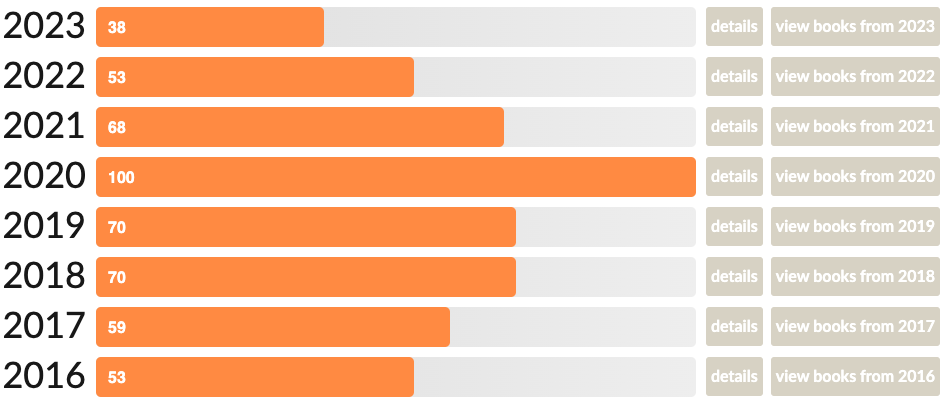 2023 38 details view books from 2023
2022 53 details view books from 2022
2021 68 details view books from 2021
2020 100 details view books from 2020
2019 70 details view books from 2019
2018 70 details view books from 2018
2017 59 details view books from 2017
2016 53 details view books from 2016